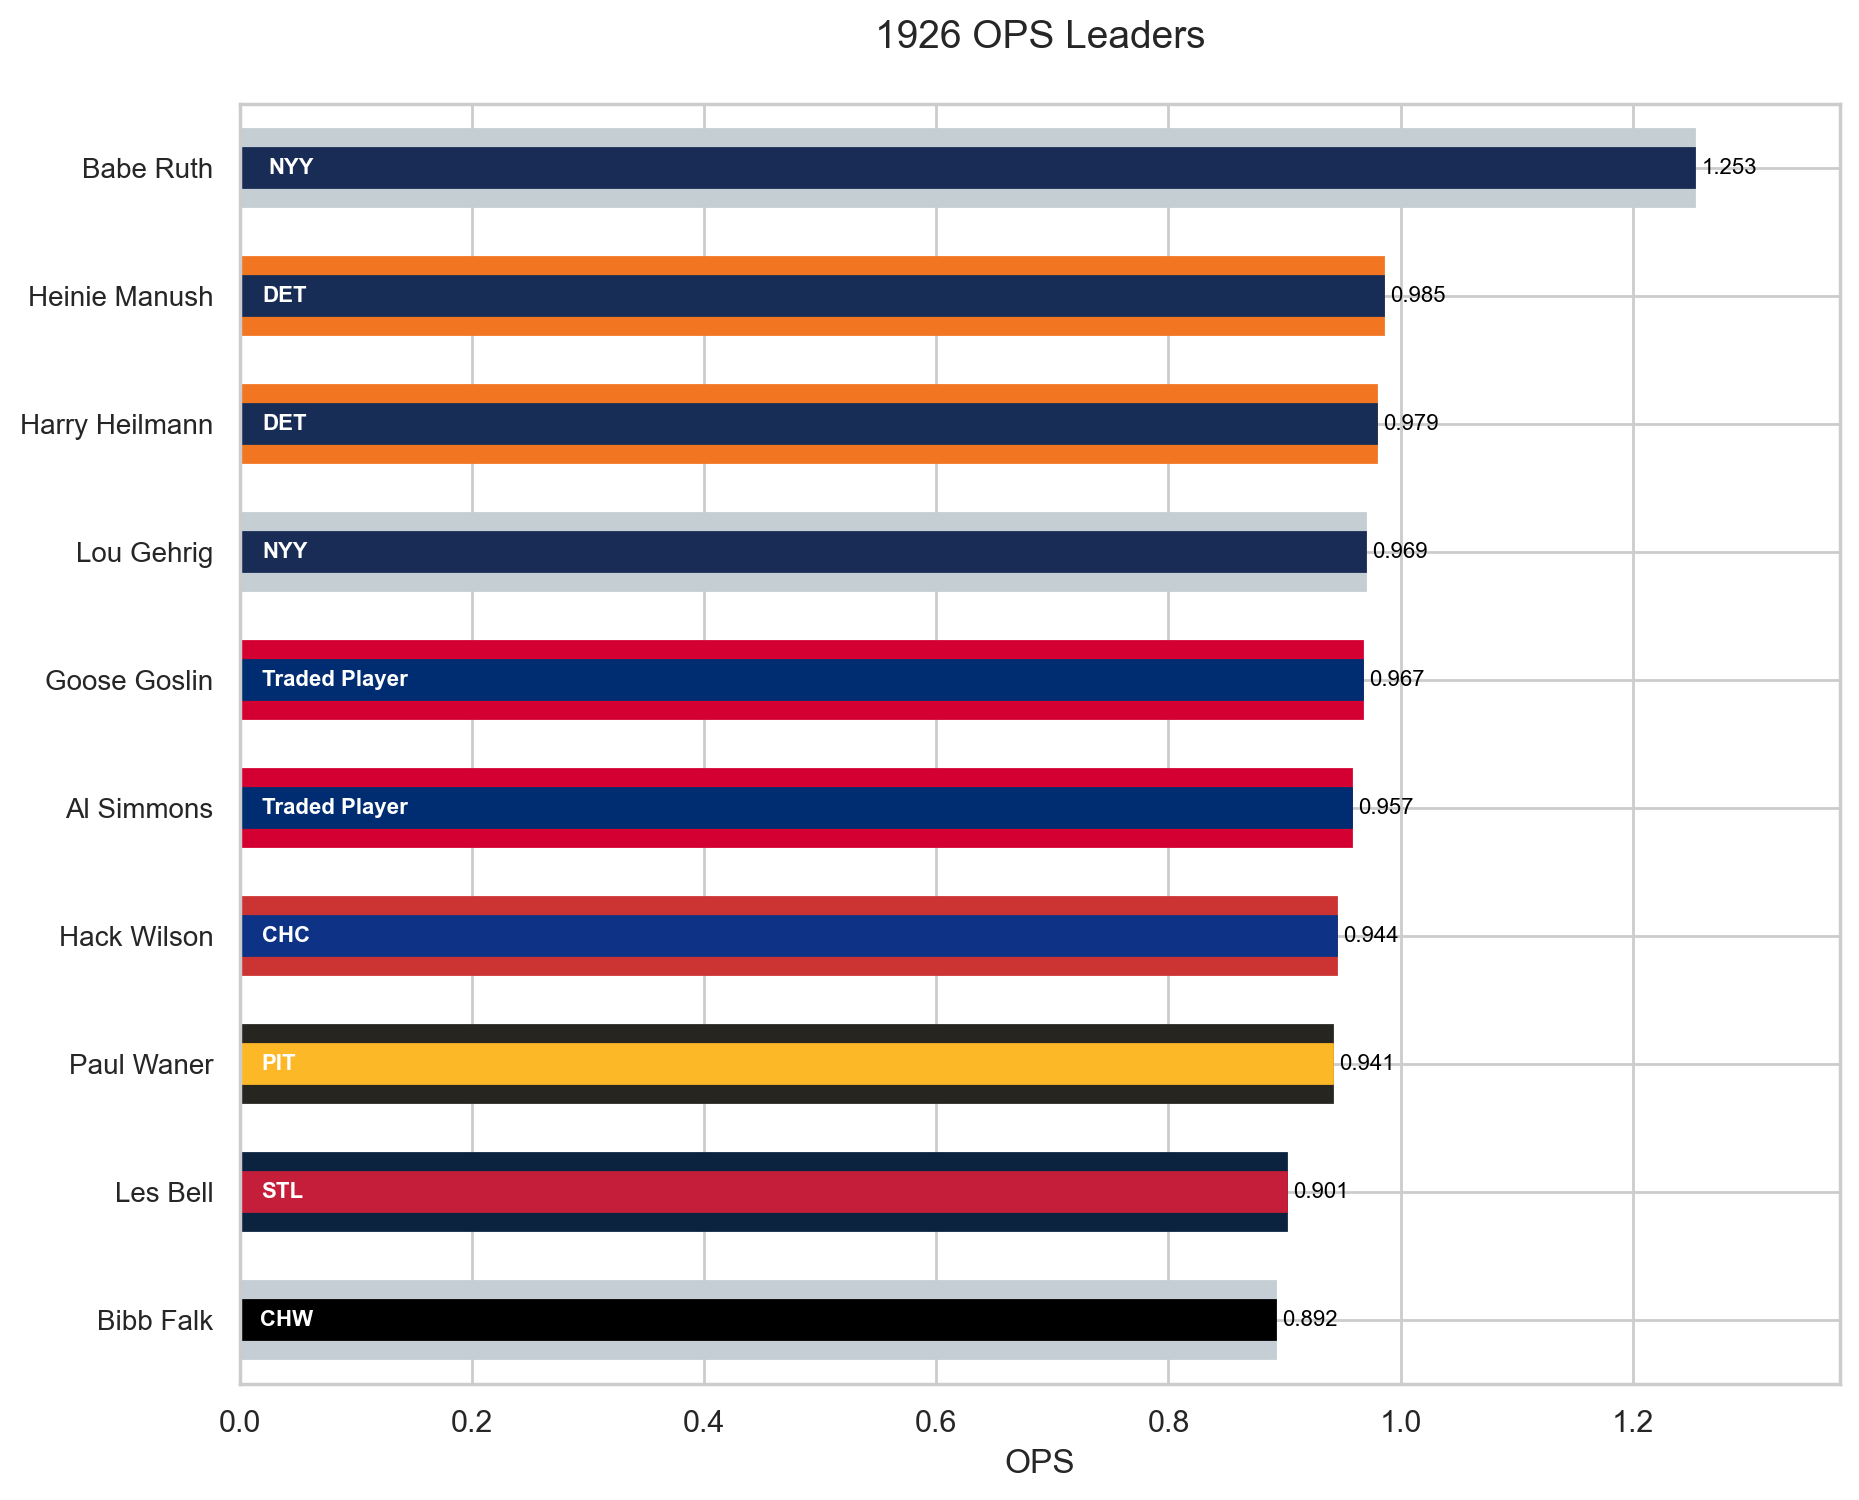 1926 OPS Leaders
Babe Ruth NYY 1.253
Heinie Manush DET 0.985
Harry Heilmann DET 0.979
Lou Gehrig NYY 0.969
Goose Goslin Traded Player 0.967
Al Simmons Traded Player 0.957
Hack Wilson CHC 0.944
Paul Waner PIT 0.941
Les Bell STL 0.901
Bibb Falk CHW 0.892
0.0 0.2 0.4 0.6 0.8 1.0 1.2
OPS